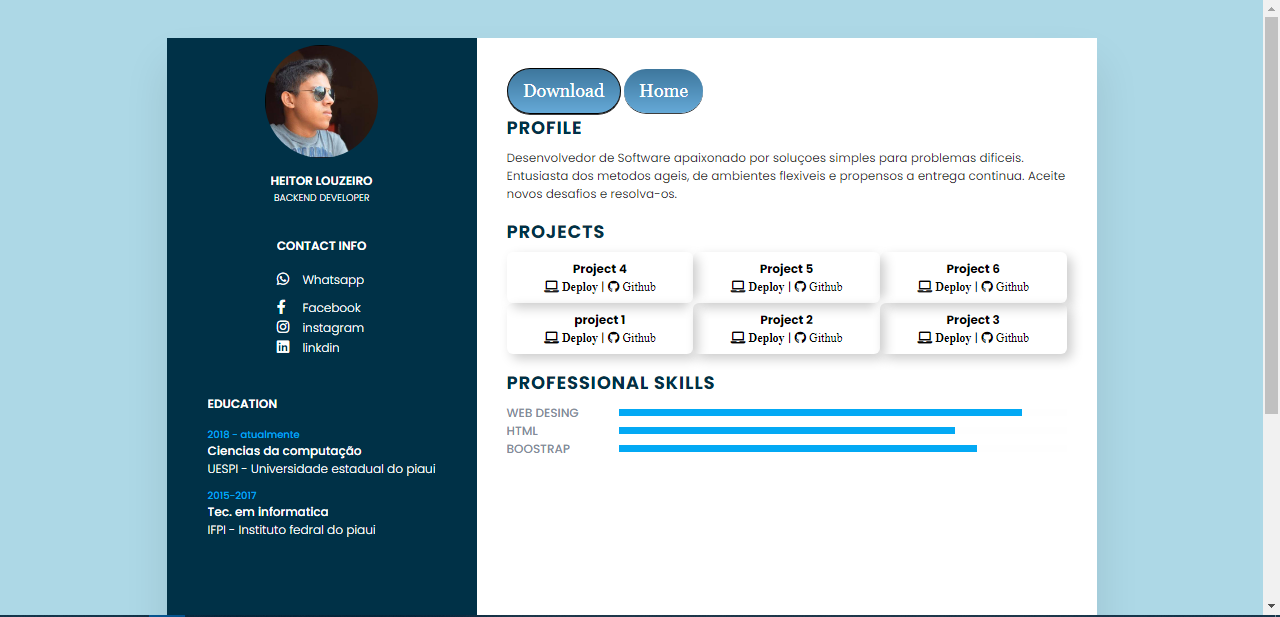 HEITOR LOUZEIRO
BACKEND DEVELOPER
CONTACT INFO
Whatsapp
Facebook
instagram
linkdin
EDUCATION
2018 - atualmente
Ciencias da computação
UESPI - Universidade estadual do piaui
2015-2017
Tec. em informatica
IFPI - Instituto fedral do piaui
Download Home
PROFILE
Desenvolvedor de Software apaixonado por soluçoes simples para problemas dificeis.
Entusiasta dos metodos ageis, de ambientes flexiveis e propensos a entrega continua. Aceite
novos desafios e resolva-os.
PROJECTS
Project 4 Project 5 Project 6
Deploy | Github Deploy | Github Deploy | Github
project 1 Project 2 Project 3
Deploy | Github Deploy | Github Deploy | Github
PROFESSIONAL SKILLS
WEB DESING
HTML
BOOSTRAP